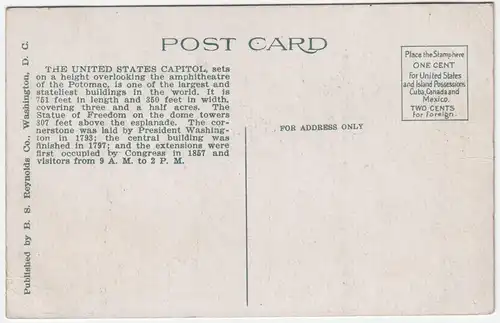 POST CARD
Place the Stamp here
ONE CENT
for United States
and Island Possessions
Cuba, Canada and
Mexico.
TWO CENTS
for Foreign.
THE UNITED STATES CAPITOL, sets
on a height overlooking the amphitheatre
of the Potomac, is one of the largest and
stateliest buildings in the world. It is
751 feet in length and 350 feet in width,
covering three and a half acres. The
Statue of Freedom on the dome towers
307 feet above the esplanade. The cor-
nerstone was laid by President Washing-
ton in 1793; the central building was
finished in 1797; and the extensions were
first occupied by Congress in 1857 and
visitors from 9 A. M. to 2 P. M.
FOR ADDRESS ONLY
Published by B. S. Reynolds Co., Washington, D. C.